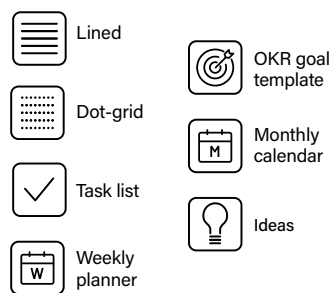 Lined
Dot-grid
Task list
W
Weekly
planner
OKR goal
template
M
Monthly
calendar
Ideas